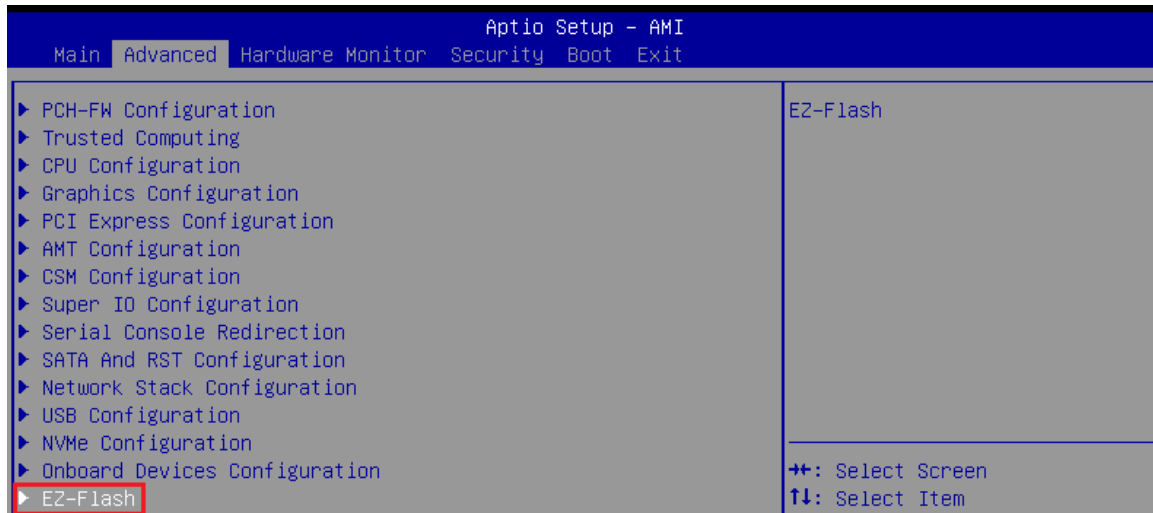 Aptio Setup – AMI
Main Advanced Hardware Monitor Security Boot Exit
▶ PCH-FW Configuration
▶ Trusted Computing
▶ CPU Configuration
▶ Graphics Configuration
▶ PCI Express Configuration
▶ AMT Configuration
▶ CSM Configuration
▶ Super IO Configuration
▶ Serial Console Redirection
▶ SATA And RST Configuration
▶ Network Stack Configuration
▶ USB Configuration
▶ NVMe Configuration
▶ Onboard Devices Configuration
▶ EZ-Flash
EZ-Flash
→←: Select Screen
↑↓: Select Item